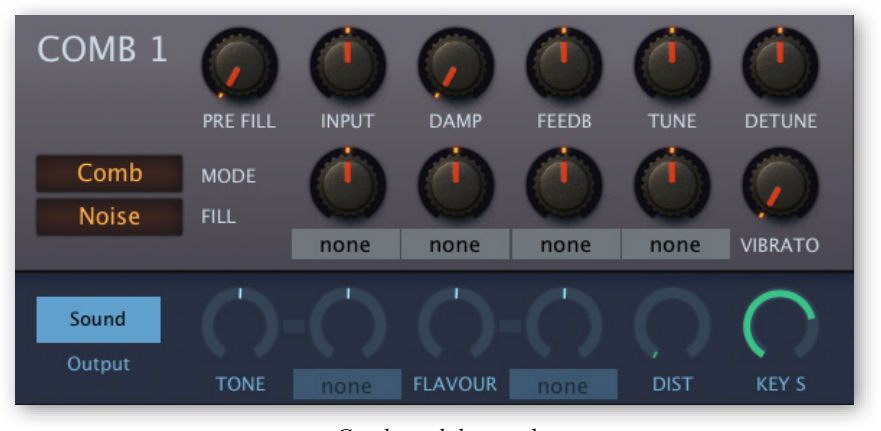 COMB 1
PRE FILL INPUT DAMP FEEDB TUNE DETUNE
Comb MODE
Noise FILL
none none none none VIBRATO
Sound
Output
TONE none FLAVOUR none DIST KEY S